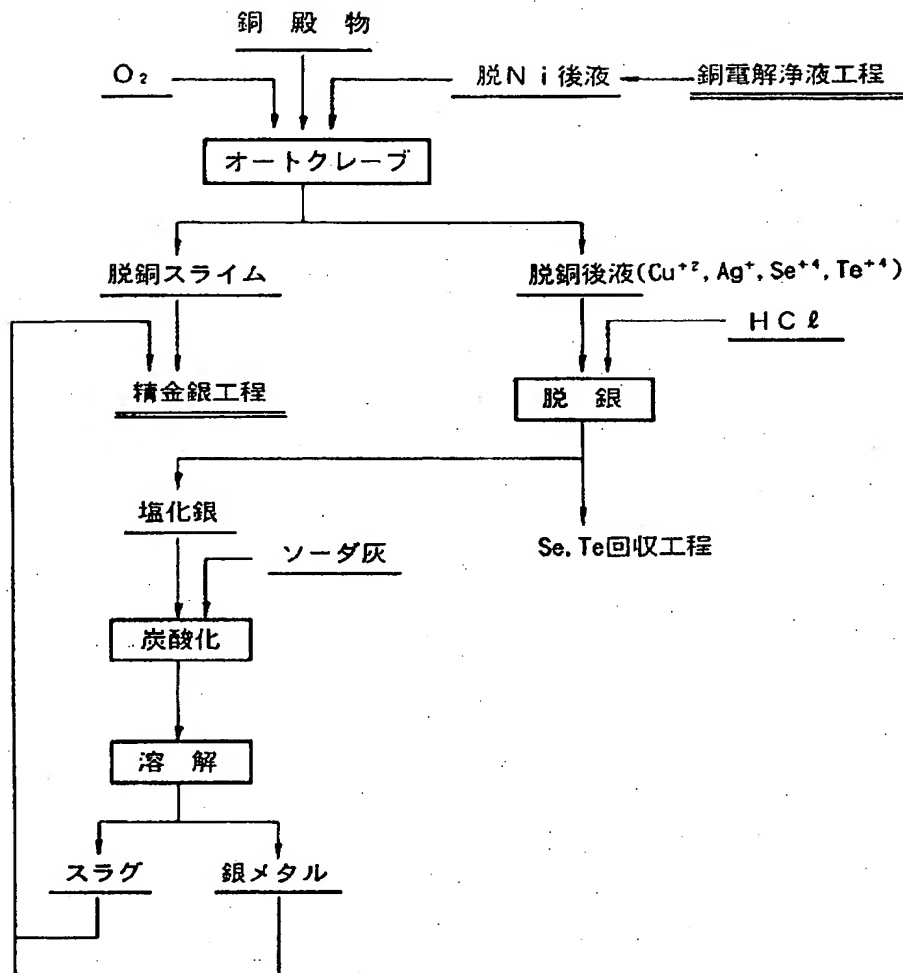 銅殿物
O₂
脱Ni後液
銅電解浄液工程
オートクレーブ
脱銅スライム
脱銅後液(Cu⁺², Ag⁺, Se⁺⁴, Te⁺⁴)
HCℓ
精金銀工程
脱銀
塩化銀
ソーダ灰
Se. Te回収工程
炭酸化
溶解
スラグ
銀メタル